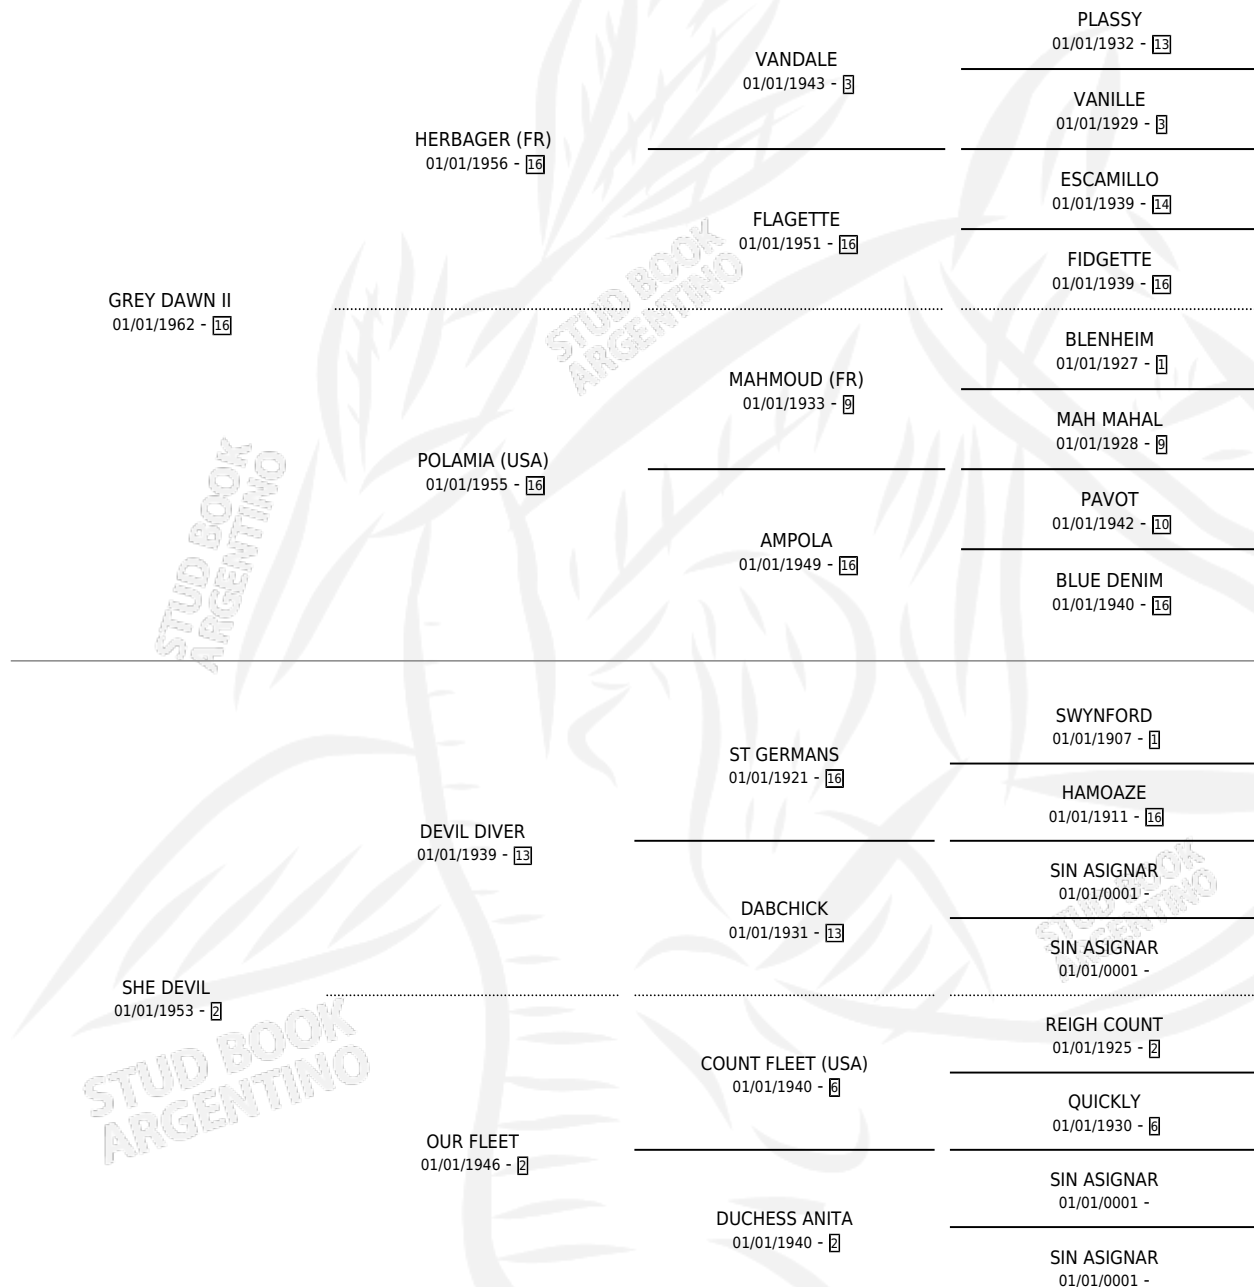 PLASSY
01/01/1932 - 13
VANDALE
01/01/1943 - 3
VANILLE
01/01/1929 - 3
HERBAGER (FR)
01/01/1956 - 16
ESCAMILLO
01/01/1939 - 14
FLAGETTE
01/01/1951 - 16
FIDGETTE
01/01/1939 - 16
GREY DAWN II
01/01/1962 - 16
STUD BOOK
ARGENTINO
BLENHEIM
01/01/1927 - 1
MAHMOUD (FR)
01/01/1933 - 9
MAH MAHAL
01/01/1928 - 9
POLAMIA (USA)
01/01/1955 - 16
PAVOT
01/01/1942 - 10
AMPOLA
01/01/1949 - 16
BLUE DENIM
01/01/1940 - 16
STUD BOOK
ARGENTINO
SWYNFORD
01/01/1907 - 1
ST GERMANS
01/01/1921 - 16
HAMOAZE
01/01/1911 - 16
DEVIL DIVER
01/01/1939 - 13
SIN ASIGNAR
01/01/0001 -
DABCHICK
01/01/1931 - 13
SIN ASIGNAR
01/01/0001 -
STUD BOOK
ARGENTINO
SHE DEVIL
01/01/1953 - 2
REIGH COUNT
01/01/1925 - 2
COUNT FLEET (USA)
01/01/1940 - 6
QUICKLY
01/01/1930 - 6
STUD BOOK
ARGENTINO
OUR FLEET
01/01/1946 - 2
SIN ASIGNAR
01/01/0001 -
DUCHESS ANITA
01/01/1940 - 2
SIN ASIGNAR
01/01/0001 -